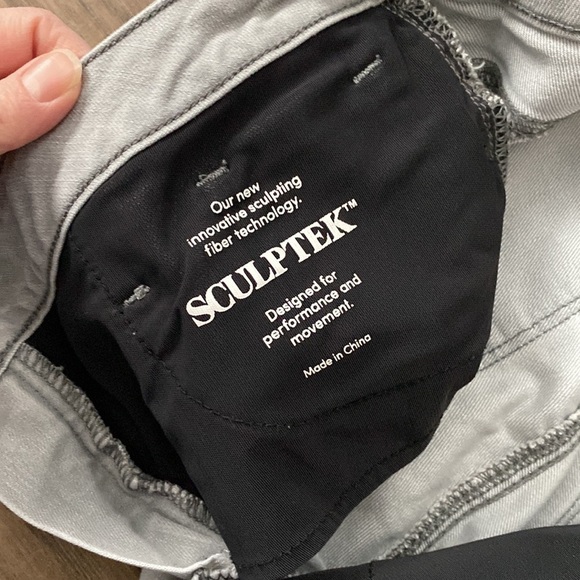 Our new
innovative sculpting
fiber technology.
SCULPTEK™
Designed for
performance and
movement.
Made in China